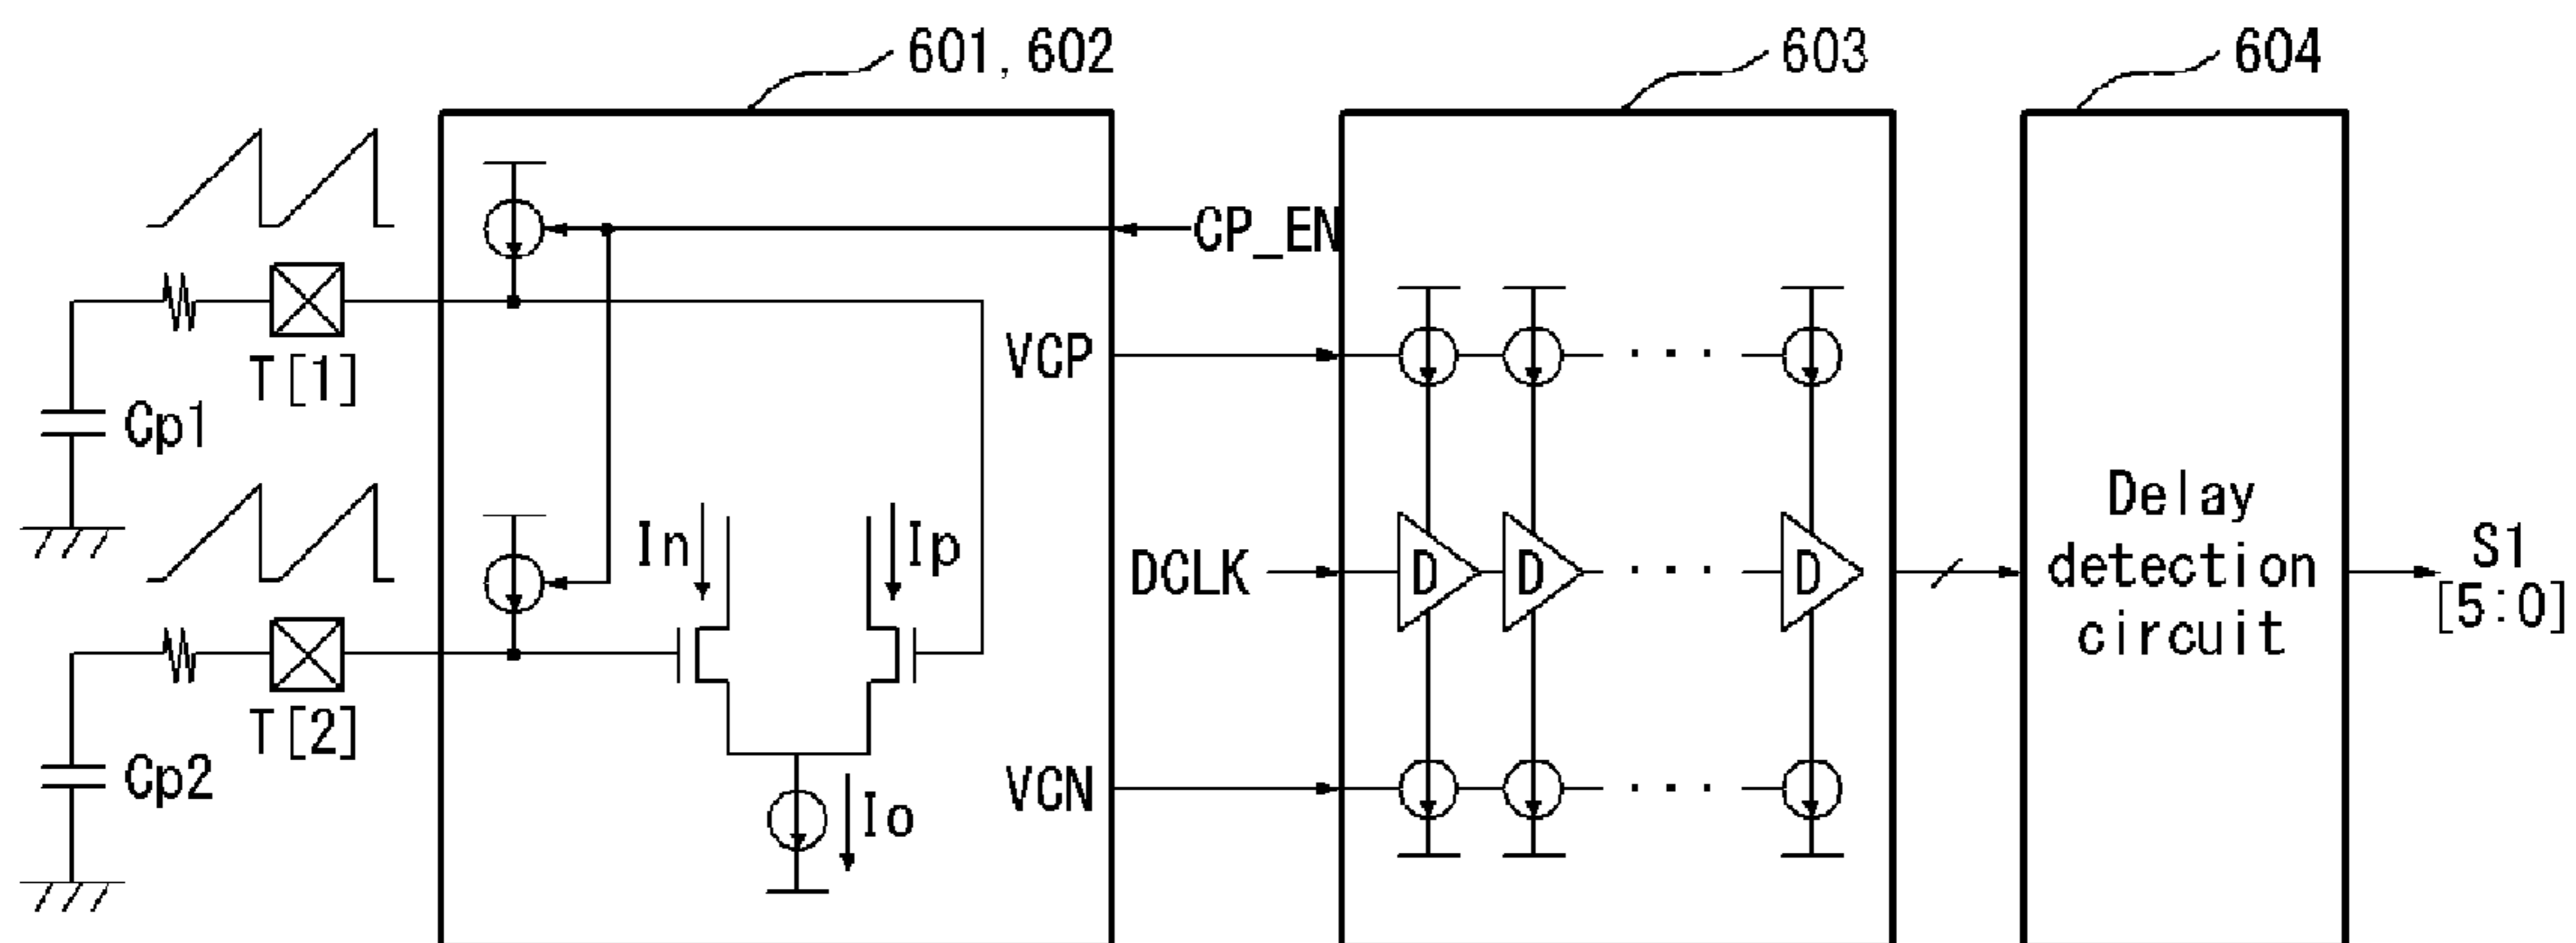 601, 602
603
604
CP_EN
T[1]
Cp1
VCP
In
Ip
DCLK
D
D
D
. . .
Delay
detection
circuit
S1
[5:0]
T[2]
Cp2
VCN
Io